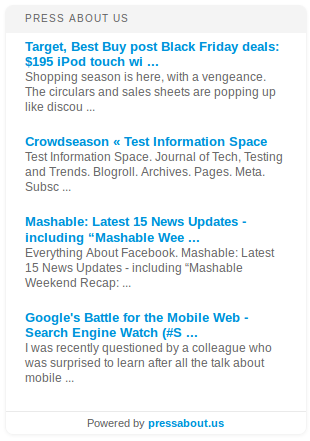 PRESS ABOUT US
Target, Best Buy post Black Friday deals:
$195 iPod touch wi ...
Shopping season is here, with a vengeance.
The circulars and sales sheets are popping up
like discou ...
Crowdseason « Test Information Space
Test Information Space. Journal of Tech, Testing
and Trends. Blogroll. Archives. Pages. Meta.
Subsc ...
Mashable: Latest 15 News Updates -
including “Mashable Wee ...
Everything About Facebook. Mashable: Latest
15 News Updates - including “Mashable
Weekend Recap: ...
Google's Battle for the Mobile Web -
Search Engine Watch (#S ...
I was recently questioned by a colleague who
was surprised to learn after all the talk about
mobile ...
Powered by pressabout.us